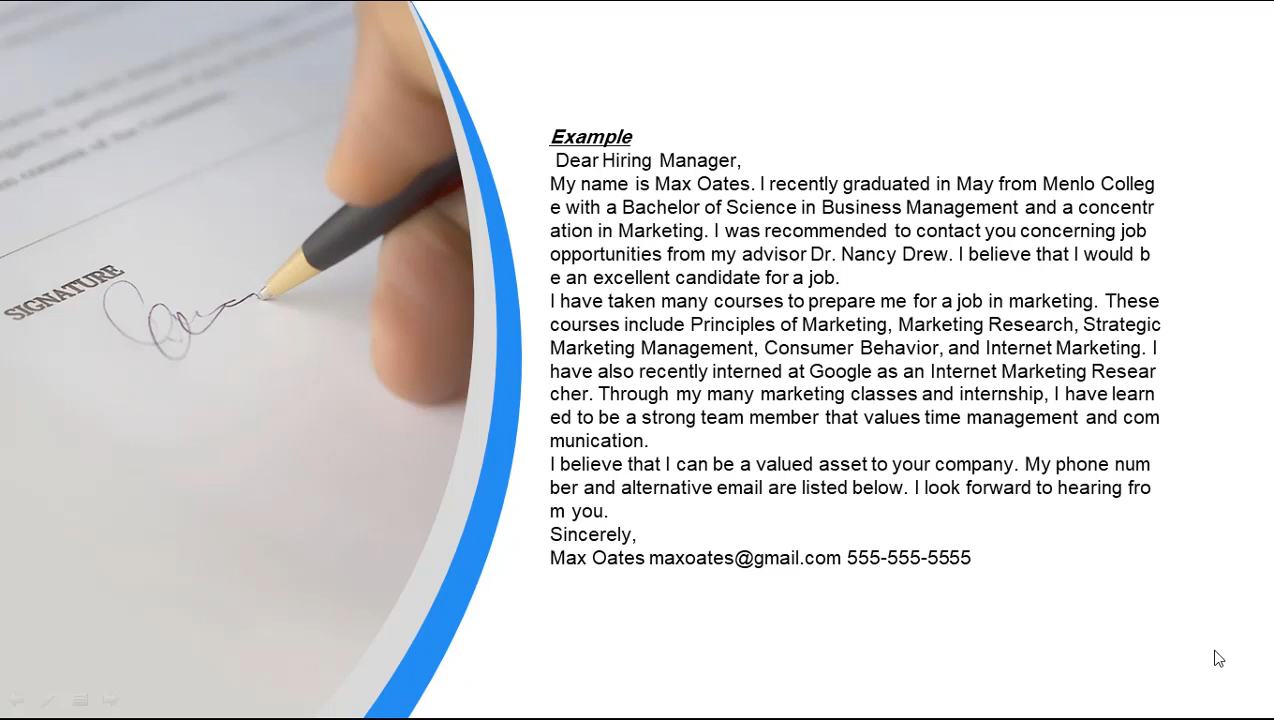 SIGNATURE
Example
Dear Hiring Manager,
My name is Max Oates. I recently graduated in May from Menlo Colleg
e with a Bachelor of Science in Business Management and a concentr
ation in Marketing. I was recommended to contact you concerning job
opportunities from my advisor Dr. Nancy Drew. I believe that I would b
e an excellent candidate for a job.
I have taken many courses to prepare me for a job in marketing. These
courses include Principles of Marketing, Marketing Research, Strategic
Marketing Management, Consumer Behavior, and Internet Marketing. I
have also recently interned at Google as an Internet Marketing Resear
cher. Through my many marketing classes and internship, I have learn
ed to be a strong team member that values time management and com
munication.
I believe that I can be a valued asset to your company. My phone num
ber and alternative email are listed below. I look forward to hearing fro
m you.
Sincerely,
Max Oates maxoates@gmail.com 555-555-5555